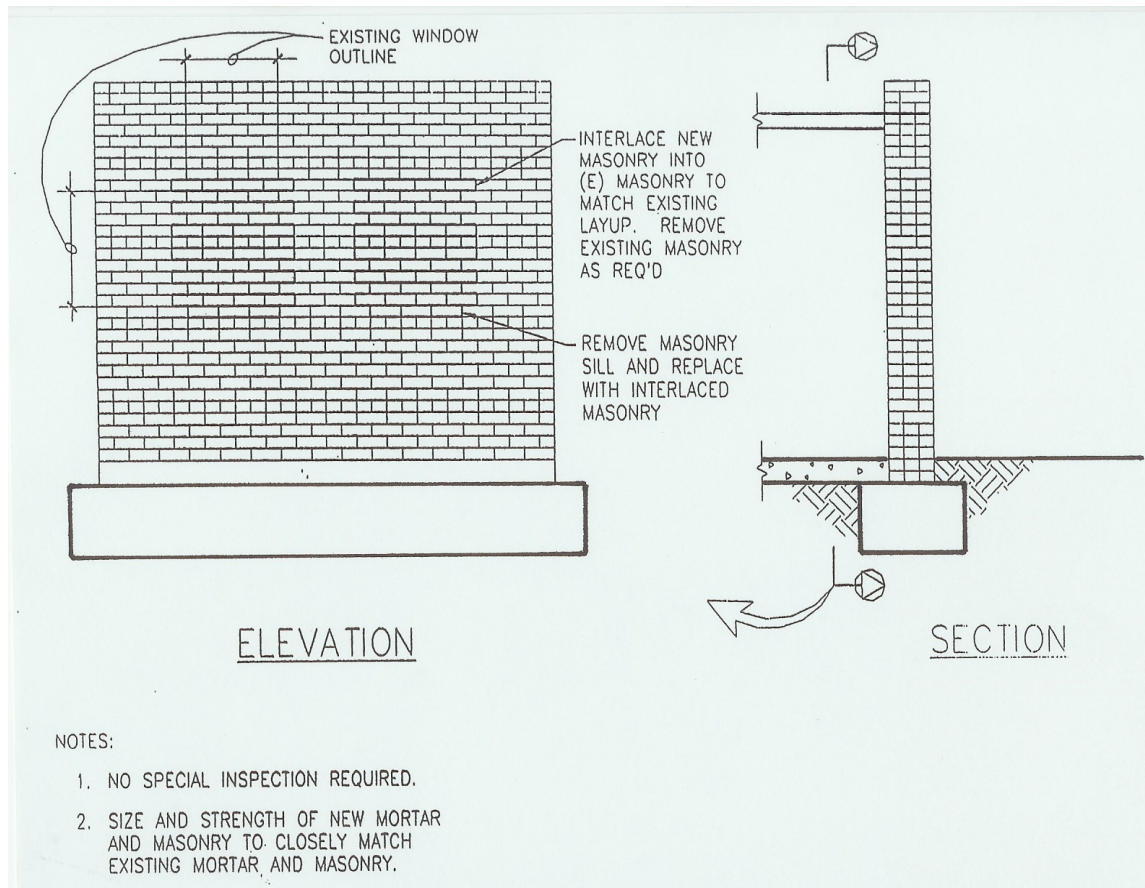 EXISTING WINDOW
OUTLINE
INTERLACE NEW
MASONRY INTO
(E) MASONRY TO
MATCH EXISTING
LAYUP. REMOVE
EXISTING MASONRY
AS REQ'D
REMOVE MASONRY
SILL AND REPLACE
WITH INTERLACED
MASONRY
ELEVATION
SECTION
NOTES:
1. NO SPECIAL INSPECTION REQUIRED.
2. SIZE AND STRENGTH OF NEW MORTAR
AND MASONRY TO CLOSELY MATCH
EXISTING MORTAR AND MASONRY.